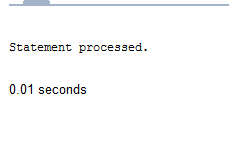 Statement processed.
0.01 seconds